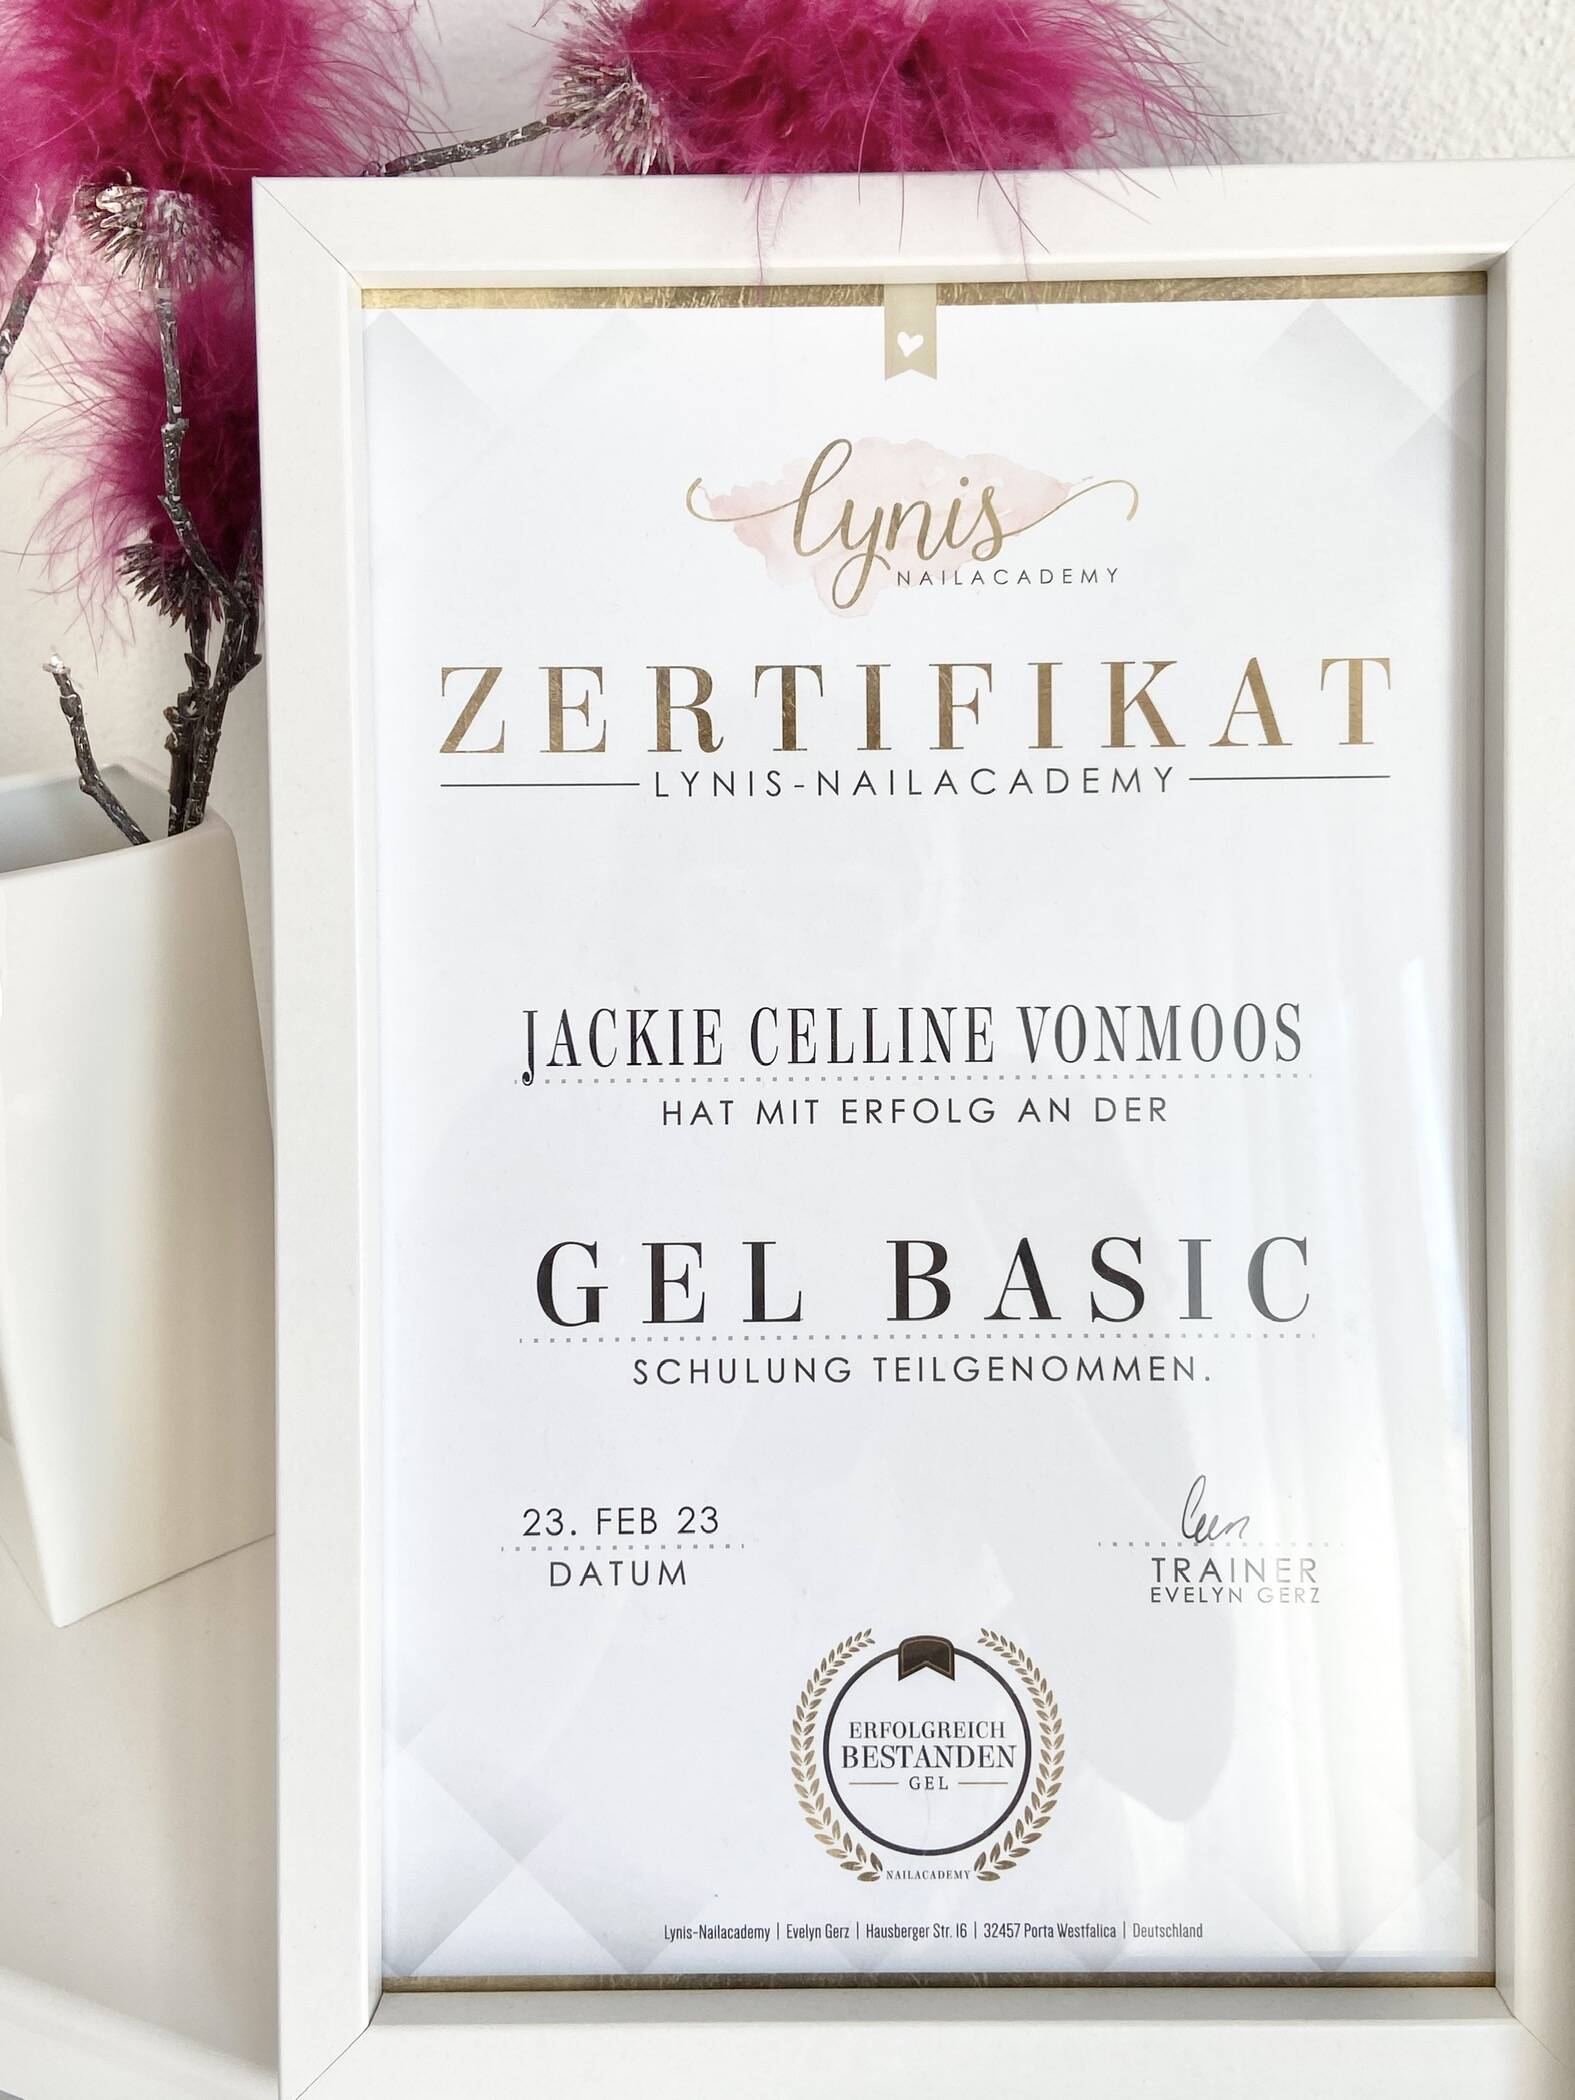 lynis
NAILACADEMY
ZERTIFIKAT
LYNIS-NAILACADEMY
JACKIE CELLINE VONMOOS
HAT MIT ERFOLG AN DER
GEL BASIC
SCHULUNG TEILGENOMMEN.
23. FEB 23
DATUM
TRAINER
EVELYN GERZ
ERFOLGREICH
BESTANDEN
GEL
NAILACADEMY
Lynis-Nailacademy | Evelyn Gerz | Hausberger Str. 16 | 32457 Porta Westfalica | Deutschland